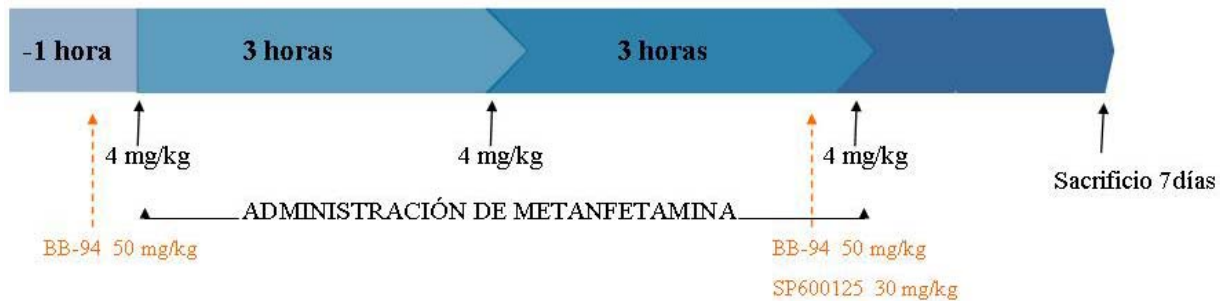 -1 hora
3 horas
3 horas
4 mg/kg
4 mg/kg
4 mg/kg
Sacrificio 7días
ADMINISTRACIÓN DE METANFETAMINA
BB-94 50 mg/kg
BB-94 50 mg/kg
SP600125 30 mg/kg